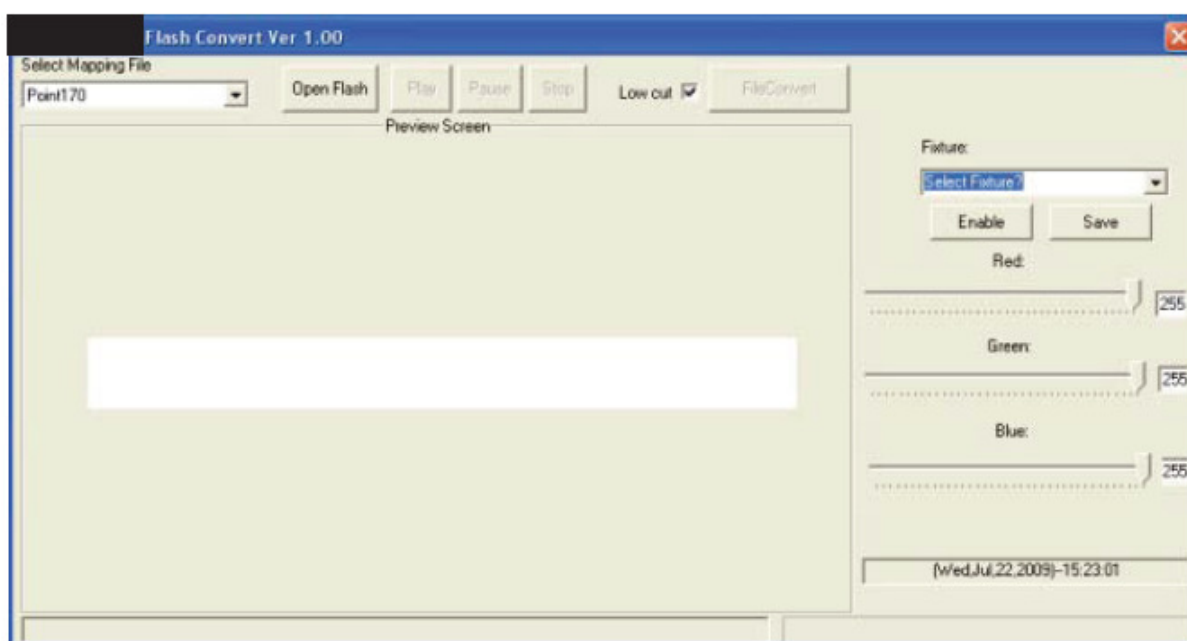 Flash Convert Ver 1.00
Select Mapping File
Point170
Open Flash
Play
Pause
Stop
Low cut
FileConvert
Preview Screen
Fixture:
Select Fixture?
Enable
Save
Red:
255
Green:
255
Blue:
255
(Wed,Jul,22,2009)--15:23:01